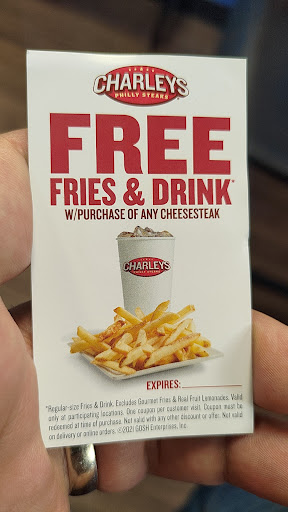 CHARLEYS
PHILLY STEAKS
FREE
FRIES & DRINK*
W/PURCHASE OF ANY CHEESESTEAK
CHARLEYS
PHILLY STEAKS
EXPIRES:
*Regular-size Fries & Drink. Excludes Gourmet Fries & Real Fruit Lemonades. Valid
only at participating locations. One coupon per customer visit. Coupon must be
redeemed at time of purchase. Not valid with any other discount or offer. Not valid
on delivery or online orders. ©2021 GOSH Enterprises, Inc.